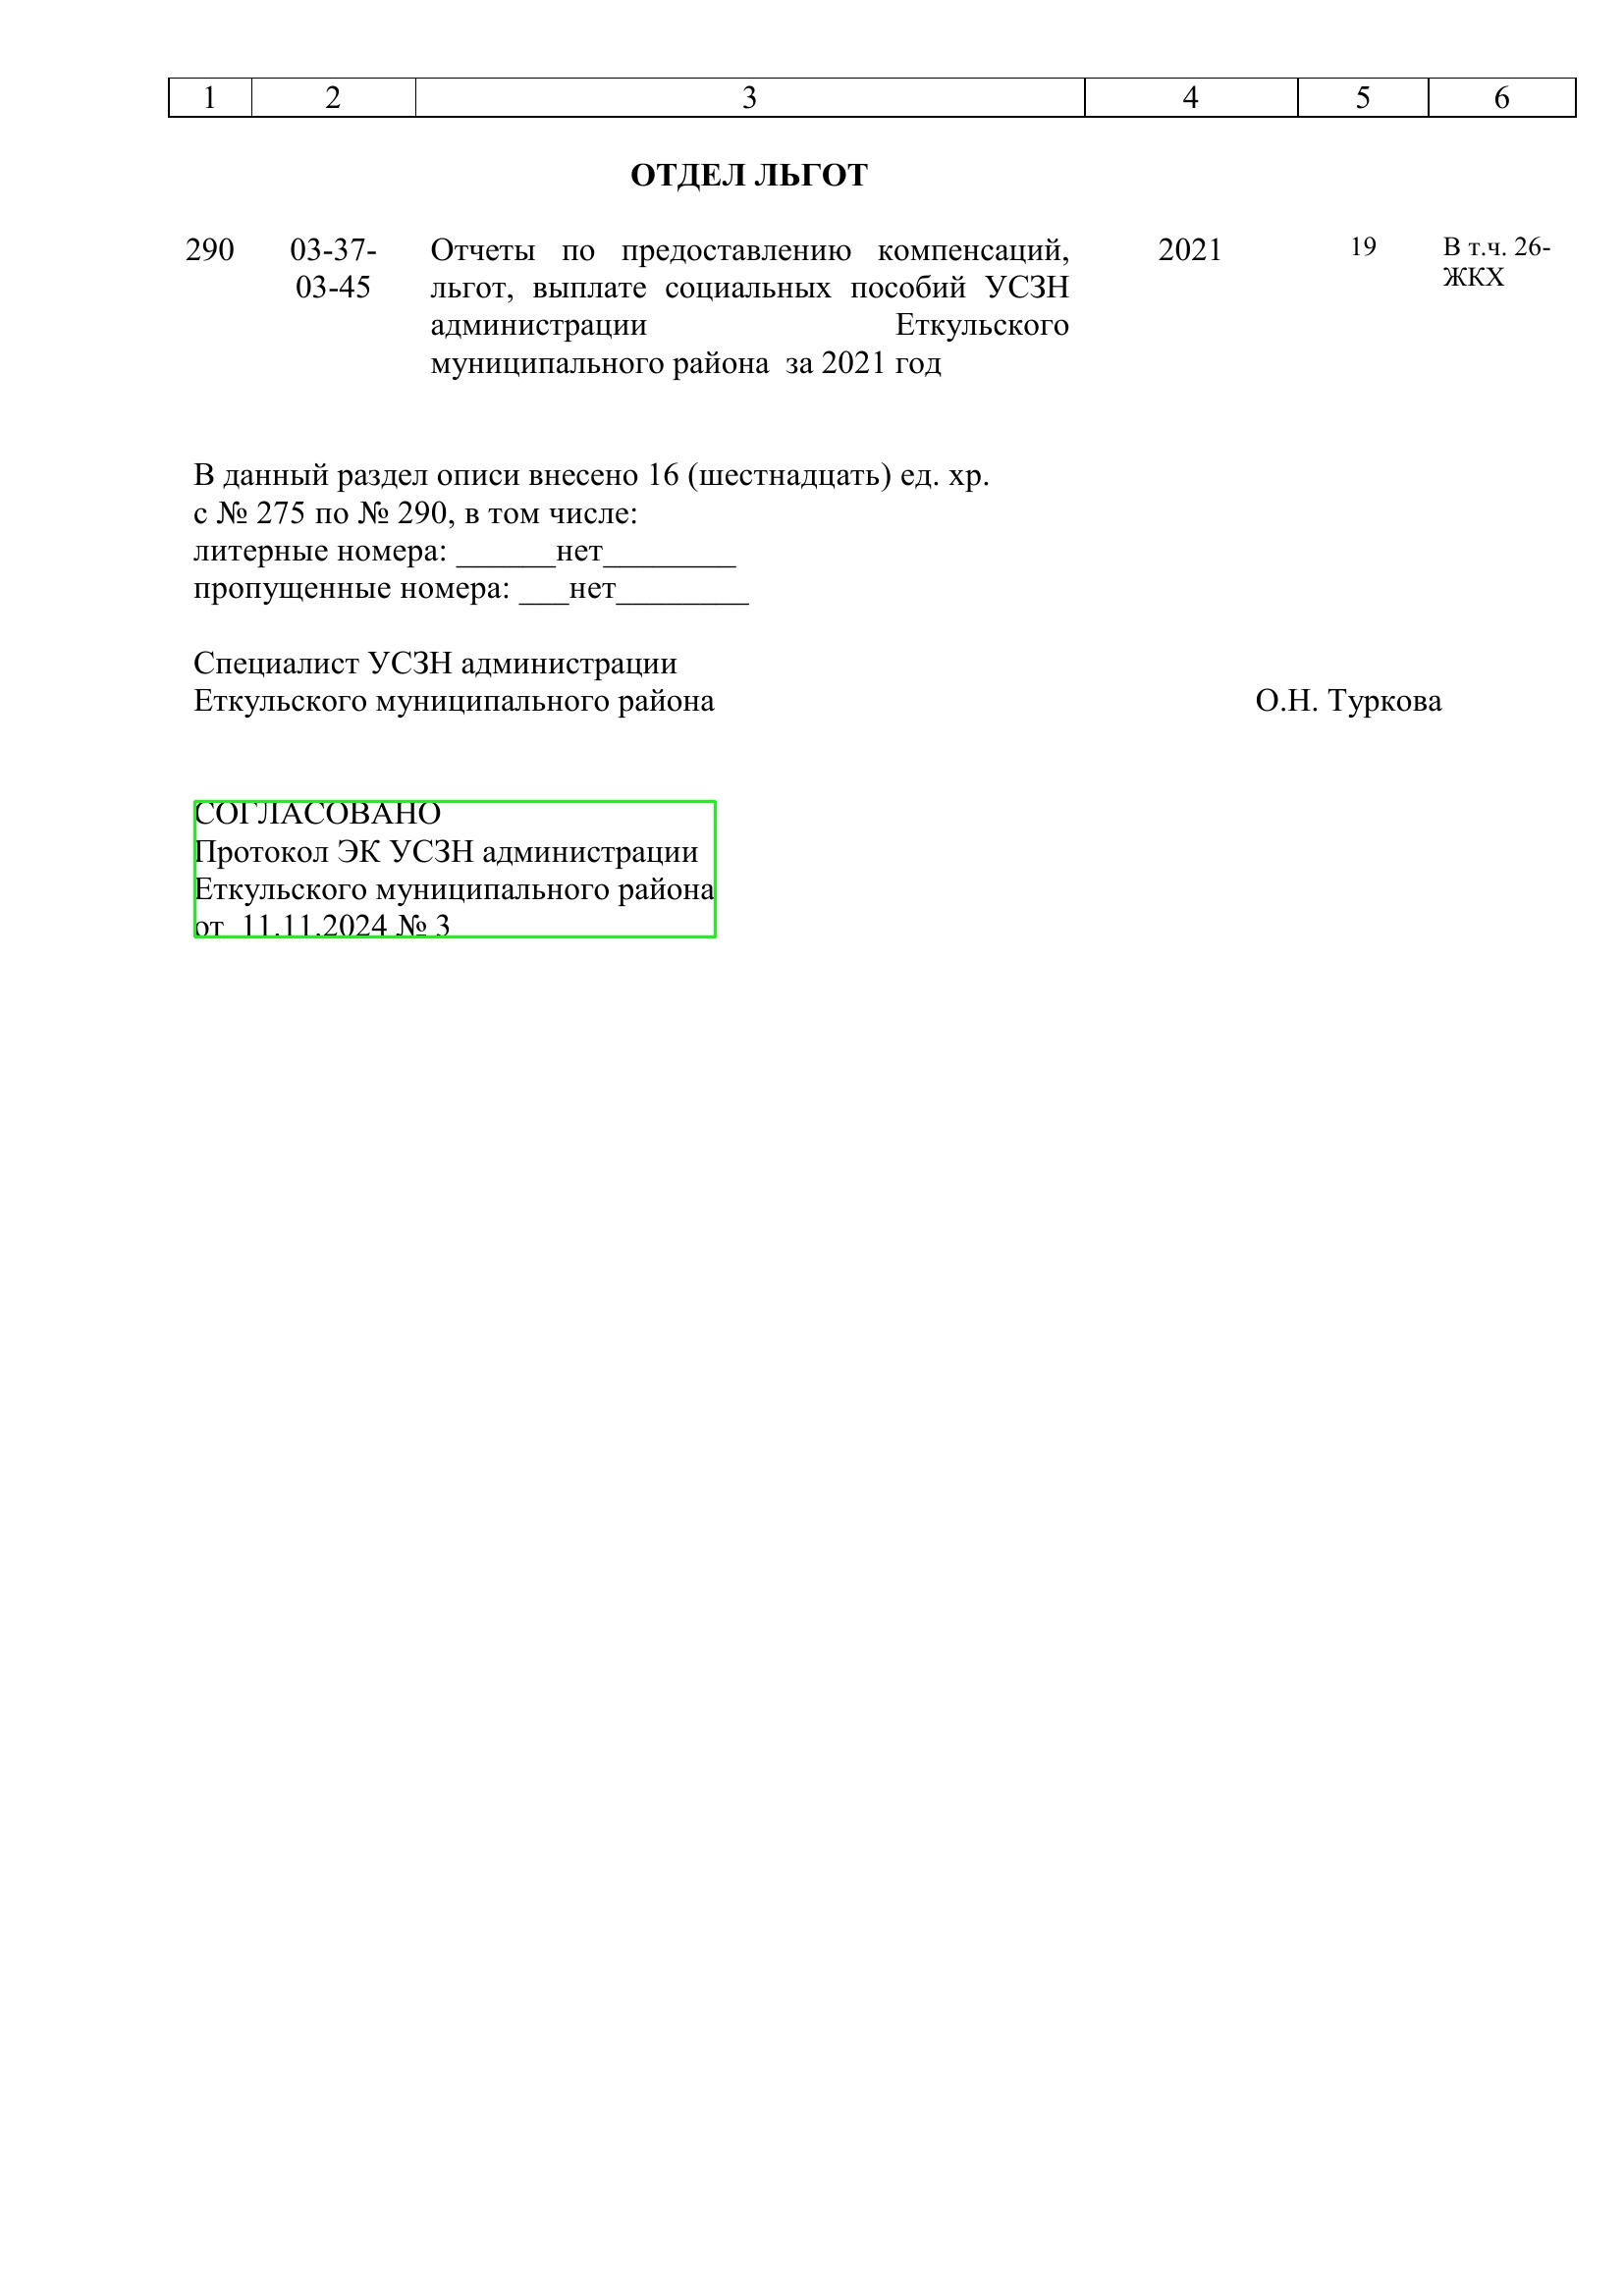 1 2 3 4 5 6
ОТДЕЛ ЛЬГОТ
290 03-37- Отчеты по предоставлению компенсаций, 2021 19 В т.ч. 26-
03-45 льгот, выплате социальных пособий УСЗН ЖКХ
администрации Еткульского
муниципального района за 2021 год
В данный раздел описи внесено 16 (шестнадцать) ед. хр.
с № 275 по № 290, в том числе:
литерные номера: ______нет________
пропущенные номера: ___нет________
Специалист УСЗН администрации
Еткульского муниципального района О.Н. Туркова
СОГЛАСОВАНО
Протокол ЭК УСЗН администрации
Еткульского муниципального района
от 11.11.2024 № 3